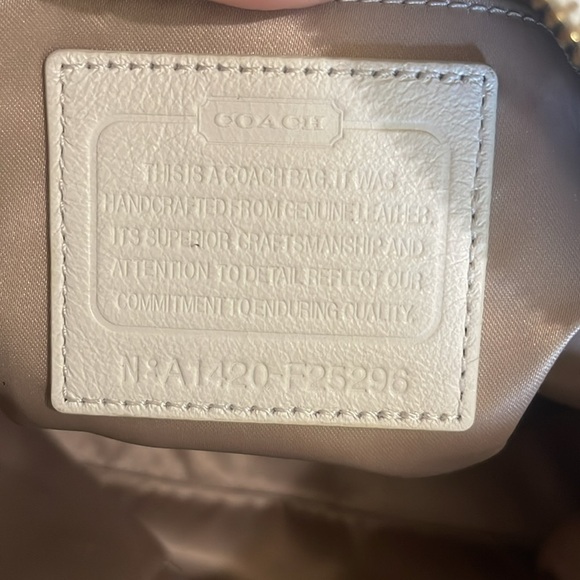 COACH
THIS IS A COACH BAG. IT WAS
HANDCRAFTED FROM GENUINE LEATHER.
ITS SUPERIOR CRAFTSMANSHIP AND
ATTENTION TO DETAIL REFLECT OUR
COMMITMENT TO ENDURING QUALITY.
Nº A1420-F25296